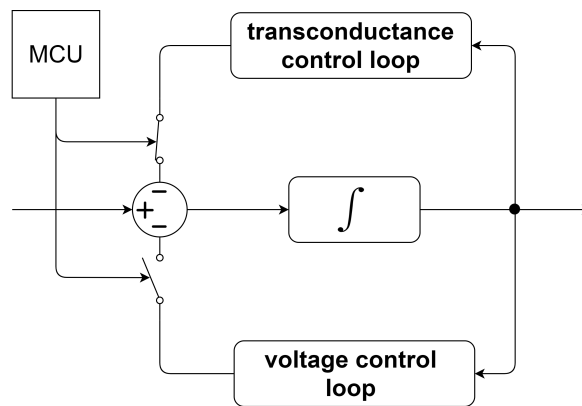 transconductance
control loop
MCU
−
+
−
∫
voltage control
loop